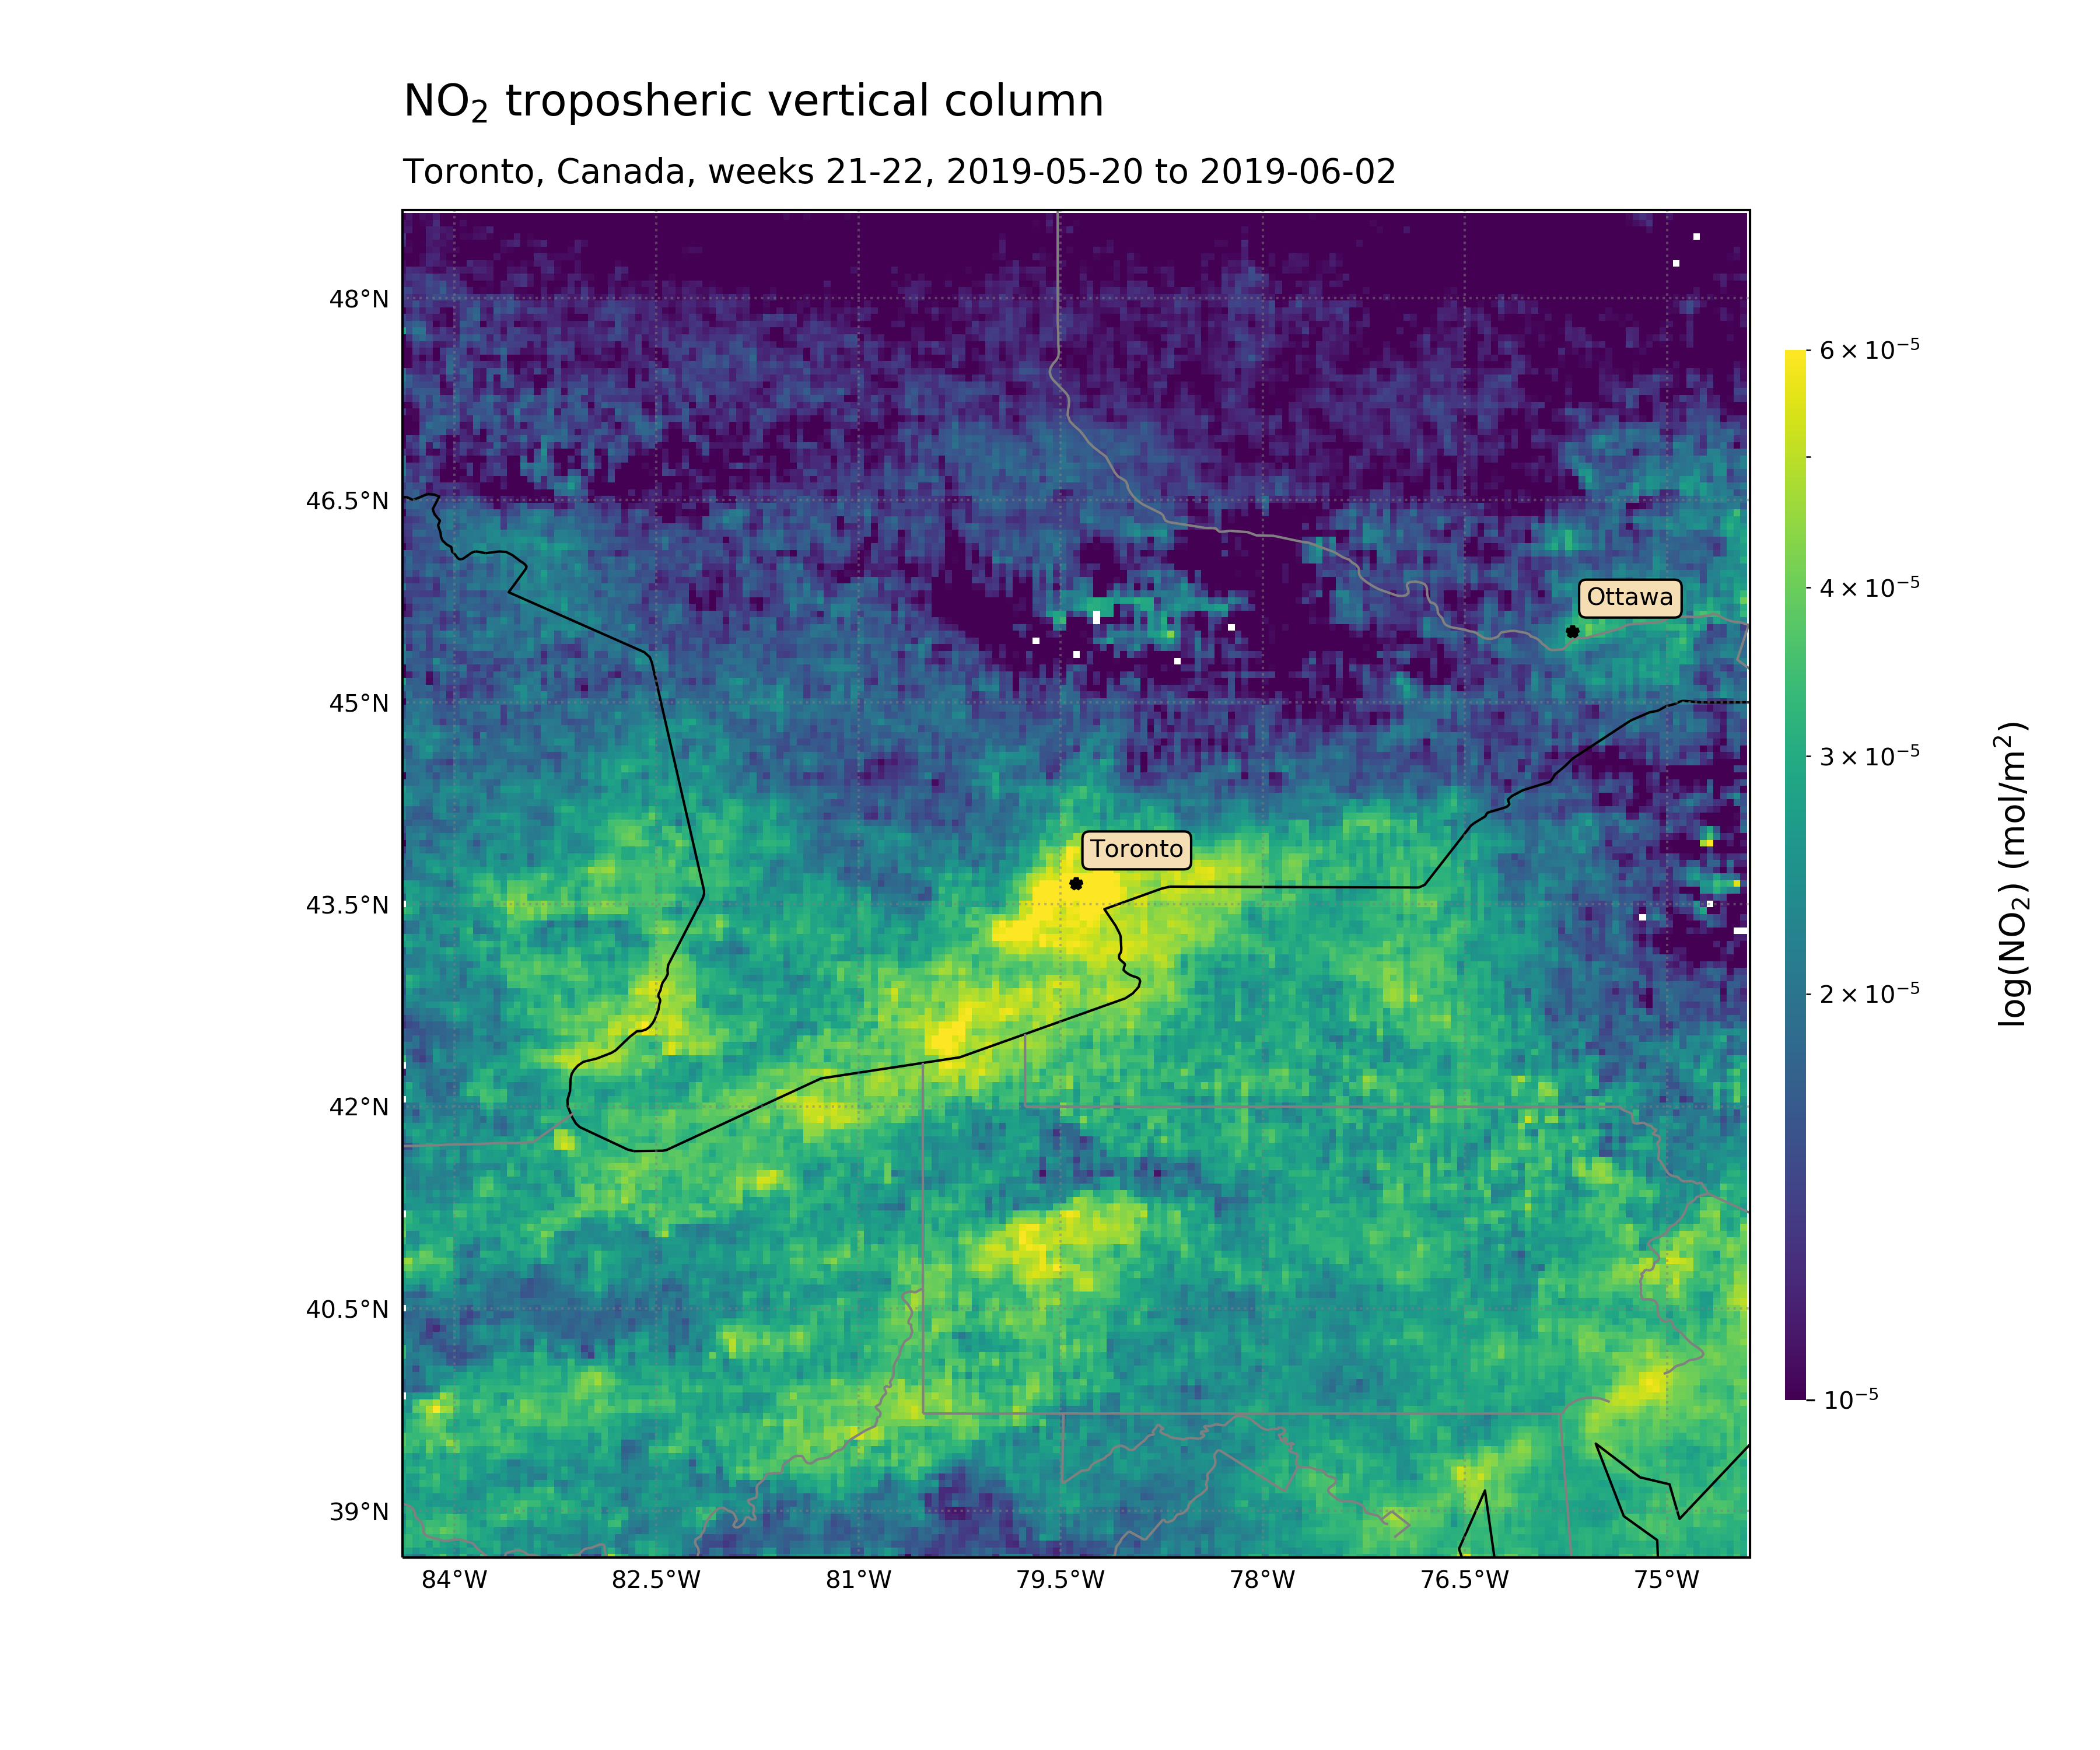 NO₂ troposheric vertical column
Toronto, Canada, weeks 21-22, 2019-05-20 to 2019-06-02
48°N
46.5°N
45°N
43.5°N
42°N
40.5°N
39°N
84°W 82.5°W 81°W 79.5°W 78°W 76.5°W 75°W
Ottawa
Toronto
6 × 10⁻⁵
4 × 10⁻⁵
3 × 10⁻⁵
2 × 10⁻⁵
10⁻⁵
log(NO₂) (mol/m²)